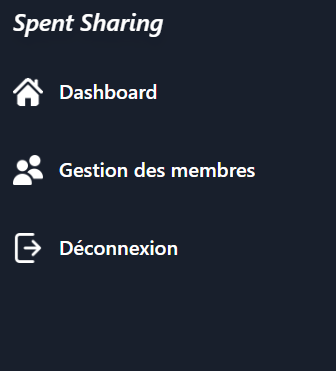 Spent Sharing
Dashboard
Gestion des membres
Déconnexion